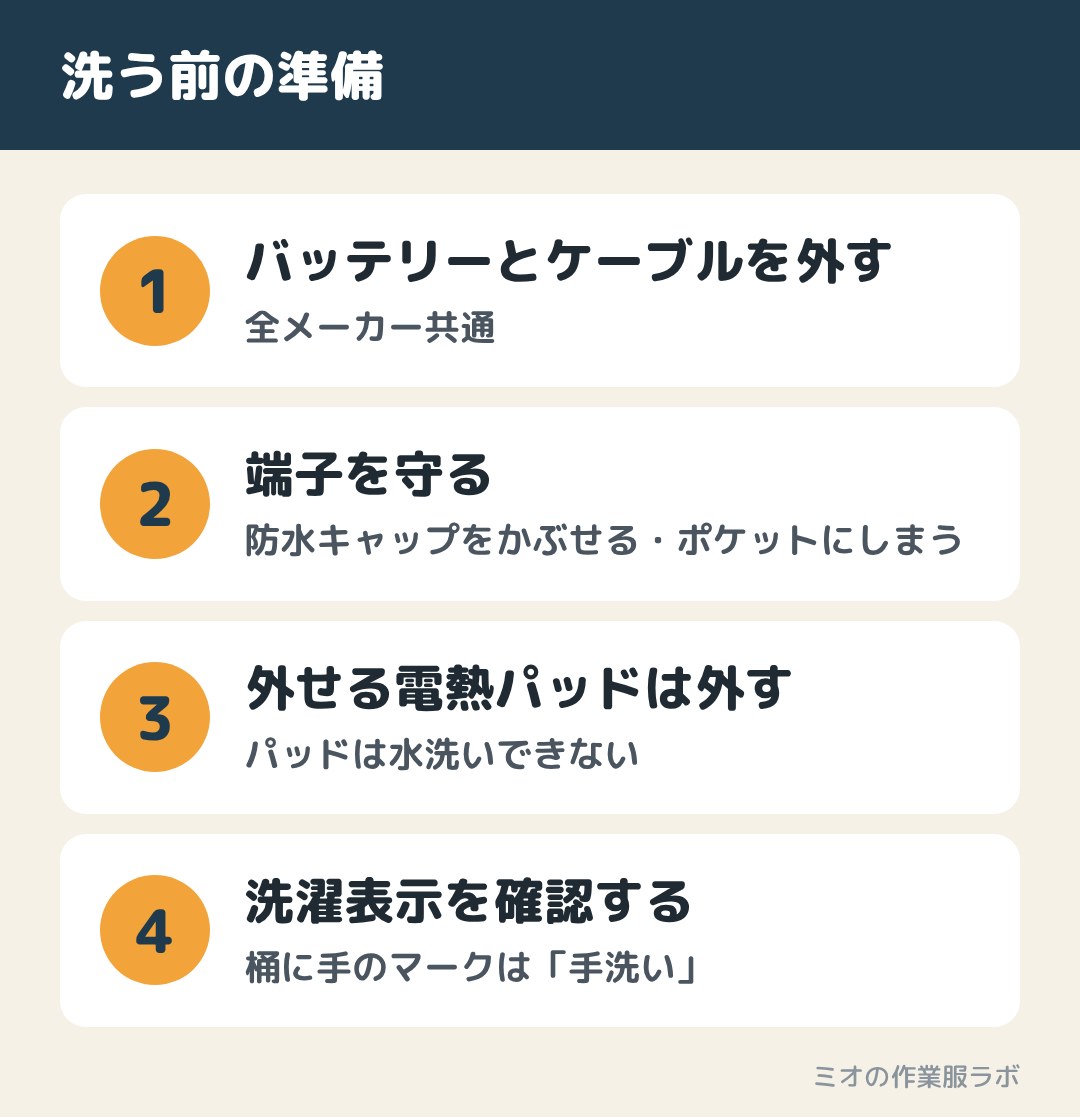 洗う前の準備
1
バッテリーとケーブルを外す
全メーカー共通
2
端子を守る
防水キャップをかぶせる・ポケットにしまう
3
外せる電熱パッドは外す
パッドは水洗いできない
4
洗濯表示を確認する
桶に手のマークは「手洗い」
ミオの作業服ラボ